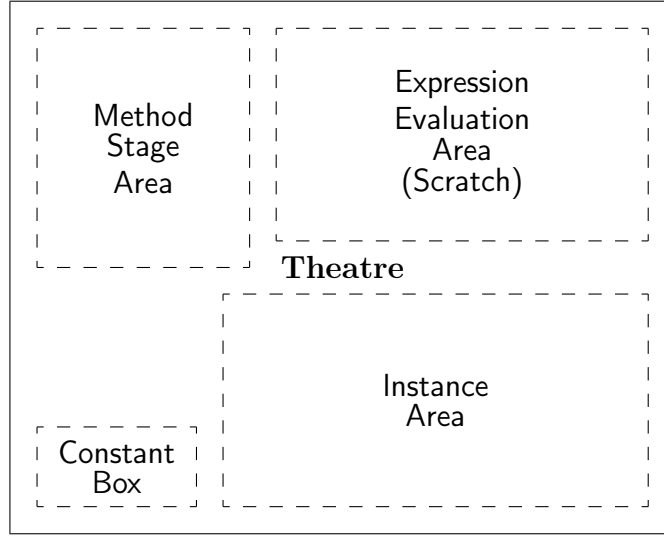 Method
Stage
Area
Expression
Evaluation
Area
(Scratch)
Theatre
Instance
Area
Constant
Box